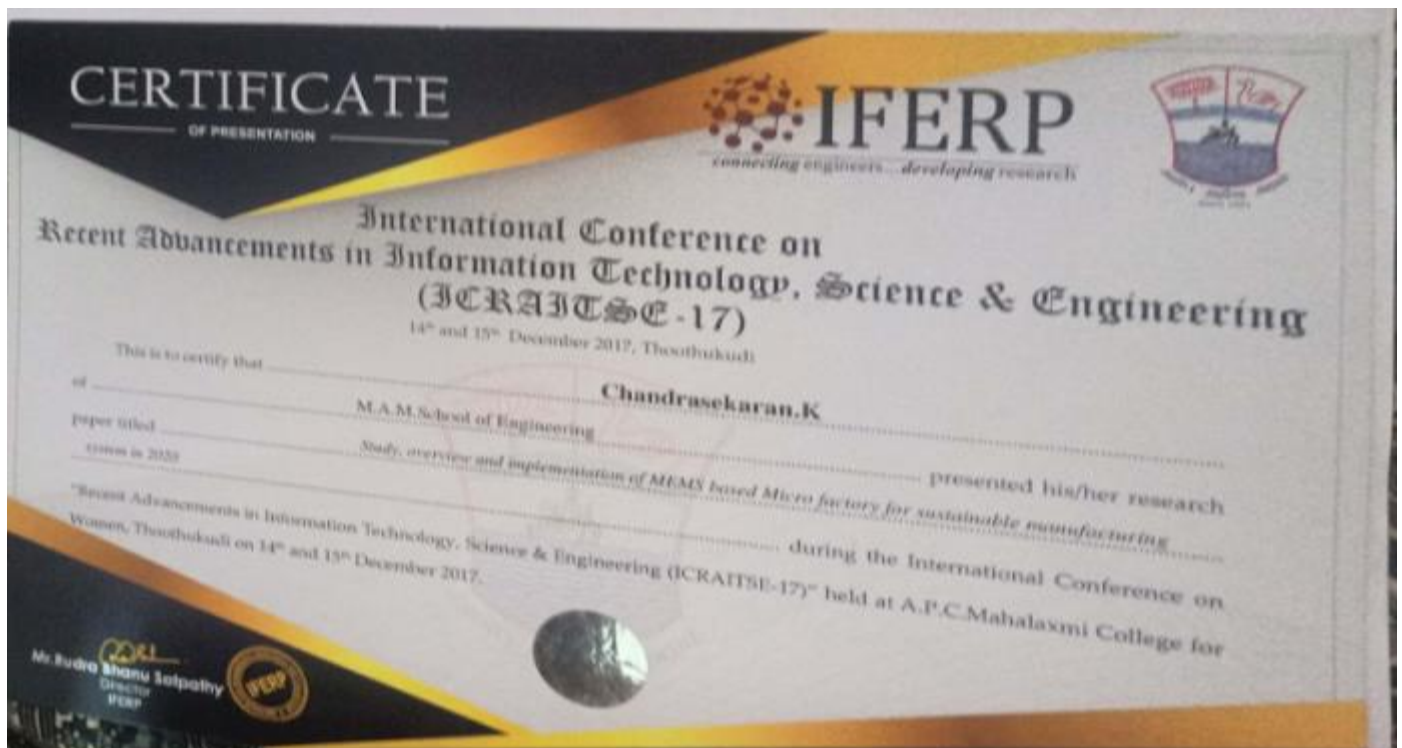 CERTIFICATE
OF PRESENTATION
IFERP
connecting engineers... developing research
International Conference on
Recent Advancements in Information Technology, Science & Engineering
(ICRAITSE-17)
14th and 15th December 2017, Thoothukudi
This is to certify that Chandrasekaran.K
of M.A.M.School of Engineering presented his/her research
paper titled Study, overview and implementation of MEMS based Micro factory for sustainable manufacturing
in 2020 during the International Conference on
"Recent Advancements in Information Technology, Science & Engineering (ICRAITSE-17)" held at A.P.C.Mahalaxmi College for
Women, Thoothukudi on 14th and 15th December 2017.
Mr.Rudra Bhanu Satpathy
Director
IFERP
IFERP